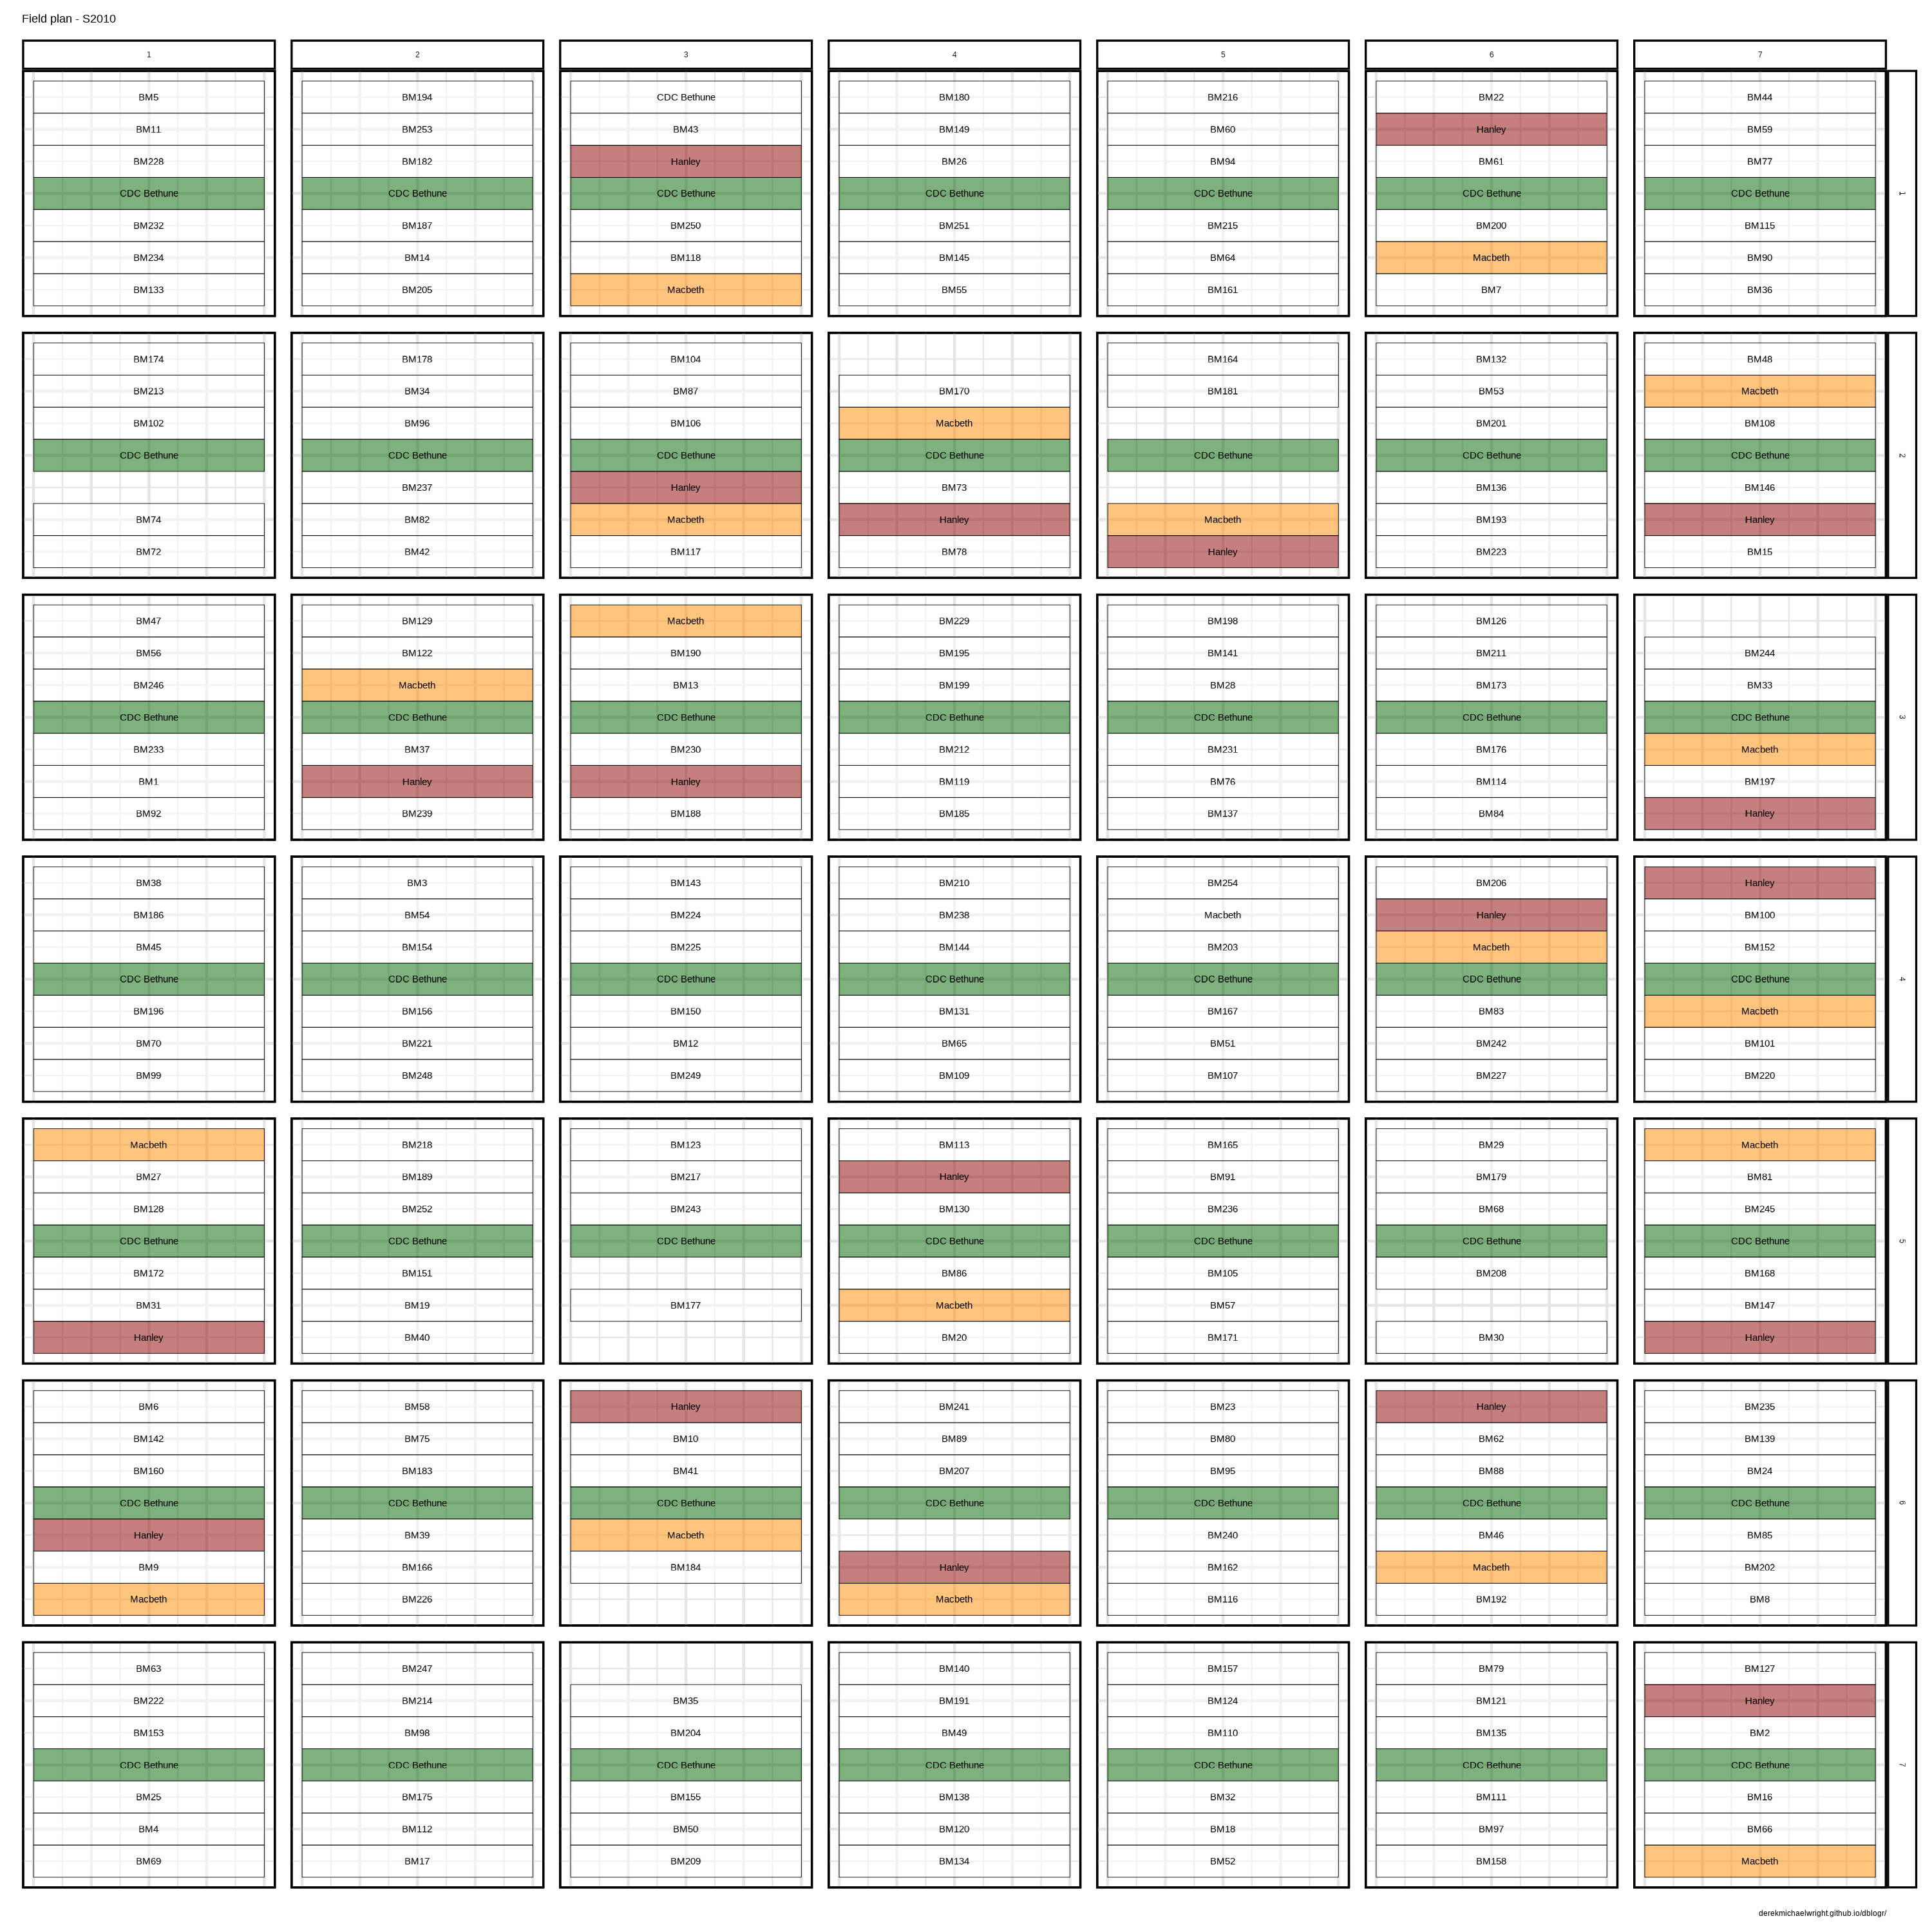 Field plan - S2010
1 2 3 4 5 6 7
BM5 BM194 CDC Bethune BM180 BM216 BM22 BM44
BM11 BM253 BM43 BM149 BM60 Hanley BM59
BM228 BM182 Hanley BM26 BM94 BM61 BM77
CDC Bethune CDC Bethune CDC Bethune CDC Bethune CDC Bethune CDC Bethune CDC Bethune 1
BM232 BM187 BM250 BM251 BM215 BM200 BM115
BM234 BM14 BM118 BM145 BM64 Macbeth BM90
BM133 BM205 Macbeth BM55 BM161 BM7 BM36
BM174 BM178 BM104 BM164 BM132 BM48
BM213 BM34 BM87 BM170 BM181 BM53 Macbeth
BM102 BM96 BM106 Macbeth BM201 BM108
CDC Bethune CDC Bethune CDC Bethune CDC Bethune CDC Bethune CDC Bethune CDC Bethune 2
BM237 Hanley BM73 BM136 BM146
BM74 BM82 Macbeth Hanley Macbeth BM193 Hanley
BM72 BM42 BM117 BM78 Hanley BM223 BM15
BM47 BM129 Macbeth BM229 BM198 BM126
BM56 BM122 BM190 BM195 BM141 BM211 BM244
BM246 Macbeth BM13 BM199 BM28 BM173 BM33
CDC Bethune CDC Bethune CDC Bethune CDC Bethune CDC Bethune CDC Bethune CDC Bethune 3
BM233 BM37 BM230 BM212 BM231 BM176 Macbeth
BM1 Hanley Hanley BM119 BM76 BM114 BM197
BM92 BM239 BM188 BM185 BM137 BM84 Hanley
BM38 BM3 BM143 BM210 BM254 BM206 Hanley
BM186 BM54 BM224 BM238 Macbeth Hanley BM100
BM45 BM154 BM225 BM144 BM203 Macbeth BM152
CDC Bethune CDC Bethune CDC Bethune CDC Bethune CDC Bethune CDC Bethune CDC Bethune 4
BM196 BM156 BM150 BM131 BM167 BM83 Macbeth
BM70 BM221 BM12 BM65 BM51 BM242 BM101
BM99 BM248 BM249 BM109 BM107 BM227 BM220
Macbeth BM218 BM123 BM113 BM165 BM29 Macbeth
BM27 BM189 BM217 Hanley BM91 BM179 BM81
BM128 BM252 BM243 BM130 BM236 BM68 BM245
CDC Bethune CDC Bethune CDC Bethune CDC Bethune CDC Bethune CDC Bethune CDC Bethune 5
BM172 BM151 BM86 BM105 BM208 BM168
BM31 BM19 BM177 Macbeth BM57 BM147
Hanley BM40 BM20 BM171 BM30 Hanley
BM6 BM58 Hanley BM241 BM23 Hanley BM235
BM142 BM75 BM10 BM89 BM80 BM62 BM139
BM160 BM183 BM41 BM207 BM95 BM88 BM24
CDC Bethune CDC Bethune CDC Bethune CDC Bethune CDC Bethune CDC Bethune CDC Bethune 6
Hanley BM39 Macbeth BM240 BM46 BM85
BM9 BM166 BM184 Hanley BM162 Macbeth BM202
Macbeth BM226 Macbeth BM116 BM192 BM8
BM63 BM247 BM140 BM157 BM79 BM127
BM222 BM214 BM35 BM191 BM124 BM121 Hanley
BM153 BM98 BM204 BM49 BM110 BM135 BM2
CDC Bethune CDC Bethune CDC Bethune CDC Bethune CDC Bethune CDC Bethune CDC Bethune 7
BM25 BM175 BM155 BM138 BM32 BM111 BM16
BM4 BM112 BM50 BM120 BM18 BM97 BM66
BM69 BM17 BM209 BM134 BM52 BM158 Macbeth
derekmichaelwright.github.io/dblogr/